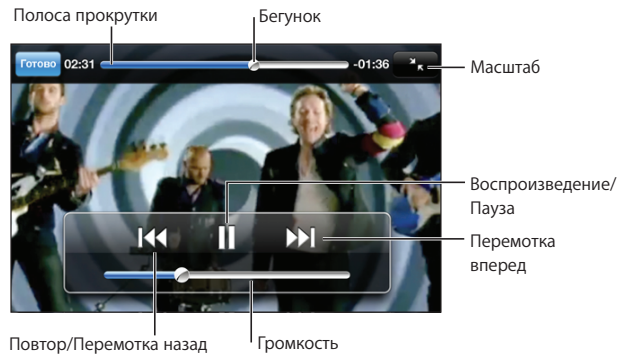 Полоса прокрутки
Бегунок
Готово 02:31 -01:36
Масштаб
Воспроизведение/
Пауза
Перемотка
вперед
Повтор/Перемотка назад
Громкость